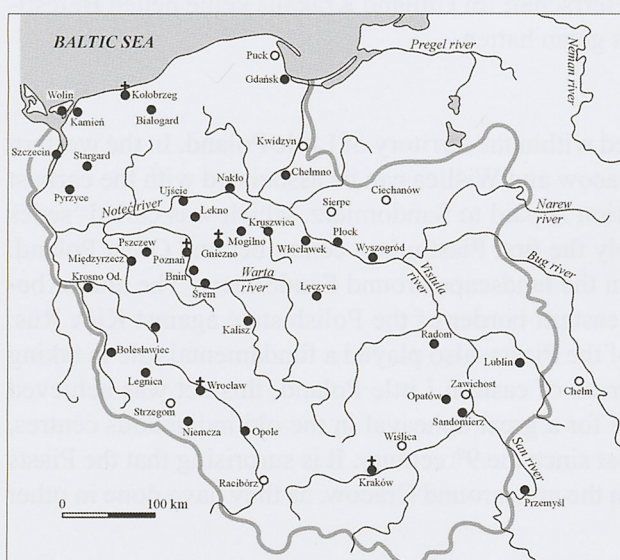 BALTIC SEA
Puck
Pregel river
Neman river
Gdańsk
Wolin
Kołobrzeg
Kamień
Białogard
Kwidzyn
Szczecin
Stargard
Chełmno
Pyrzyce
Nakło
Ciechanów
Ujście
Sierpe
Noteć river
Łekno
Kruszwica
Narew
river
Pszczew
Poznań
Gniezno
Mogilno
Włocławek
Płock
Wyszogród
Międzyrzecz
Bug river
Krosno Od.
Bnin
Warta
river
Vistula
river
Śrem
Łęczyca
Kalisz
Radom
Bolesławiec
Lublin
Legnica
Wrocław
Zawichost
Chełm
Opatów
Strzegom
Sandomierz
Niemcza
Opole
Wiślica
San river
Racibórz
Kraków
Przemyśl
0 100 km